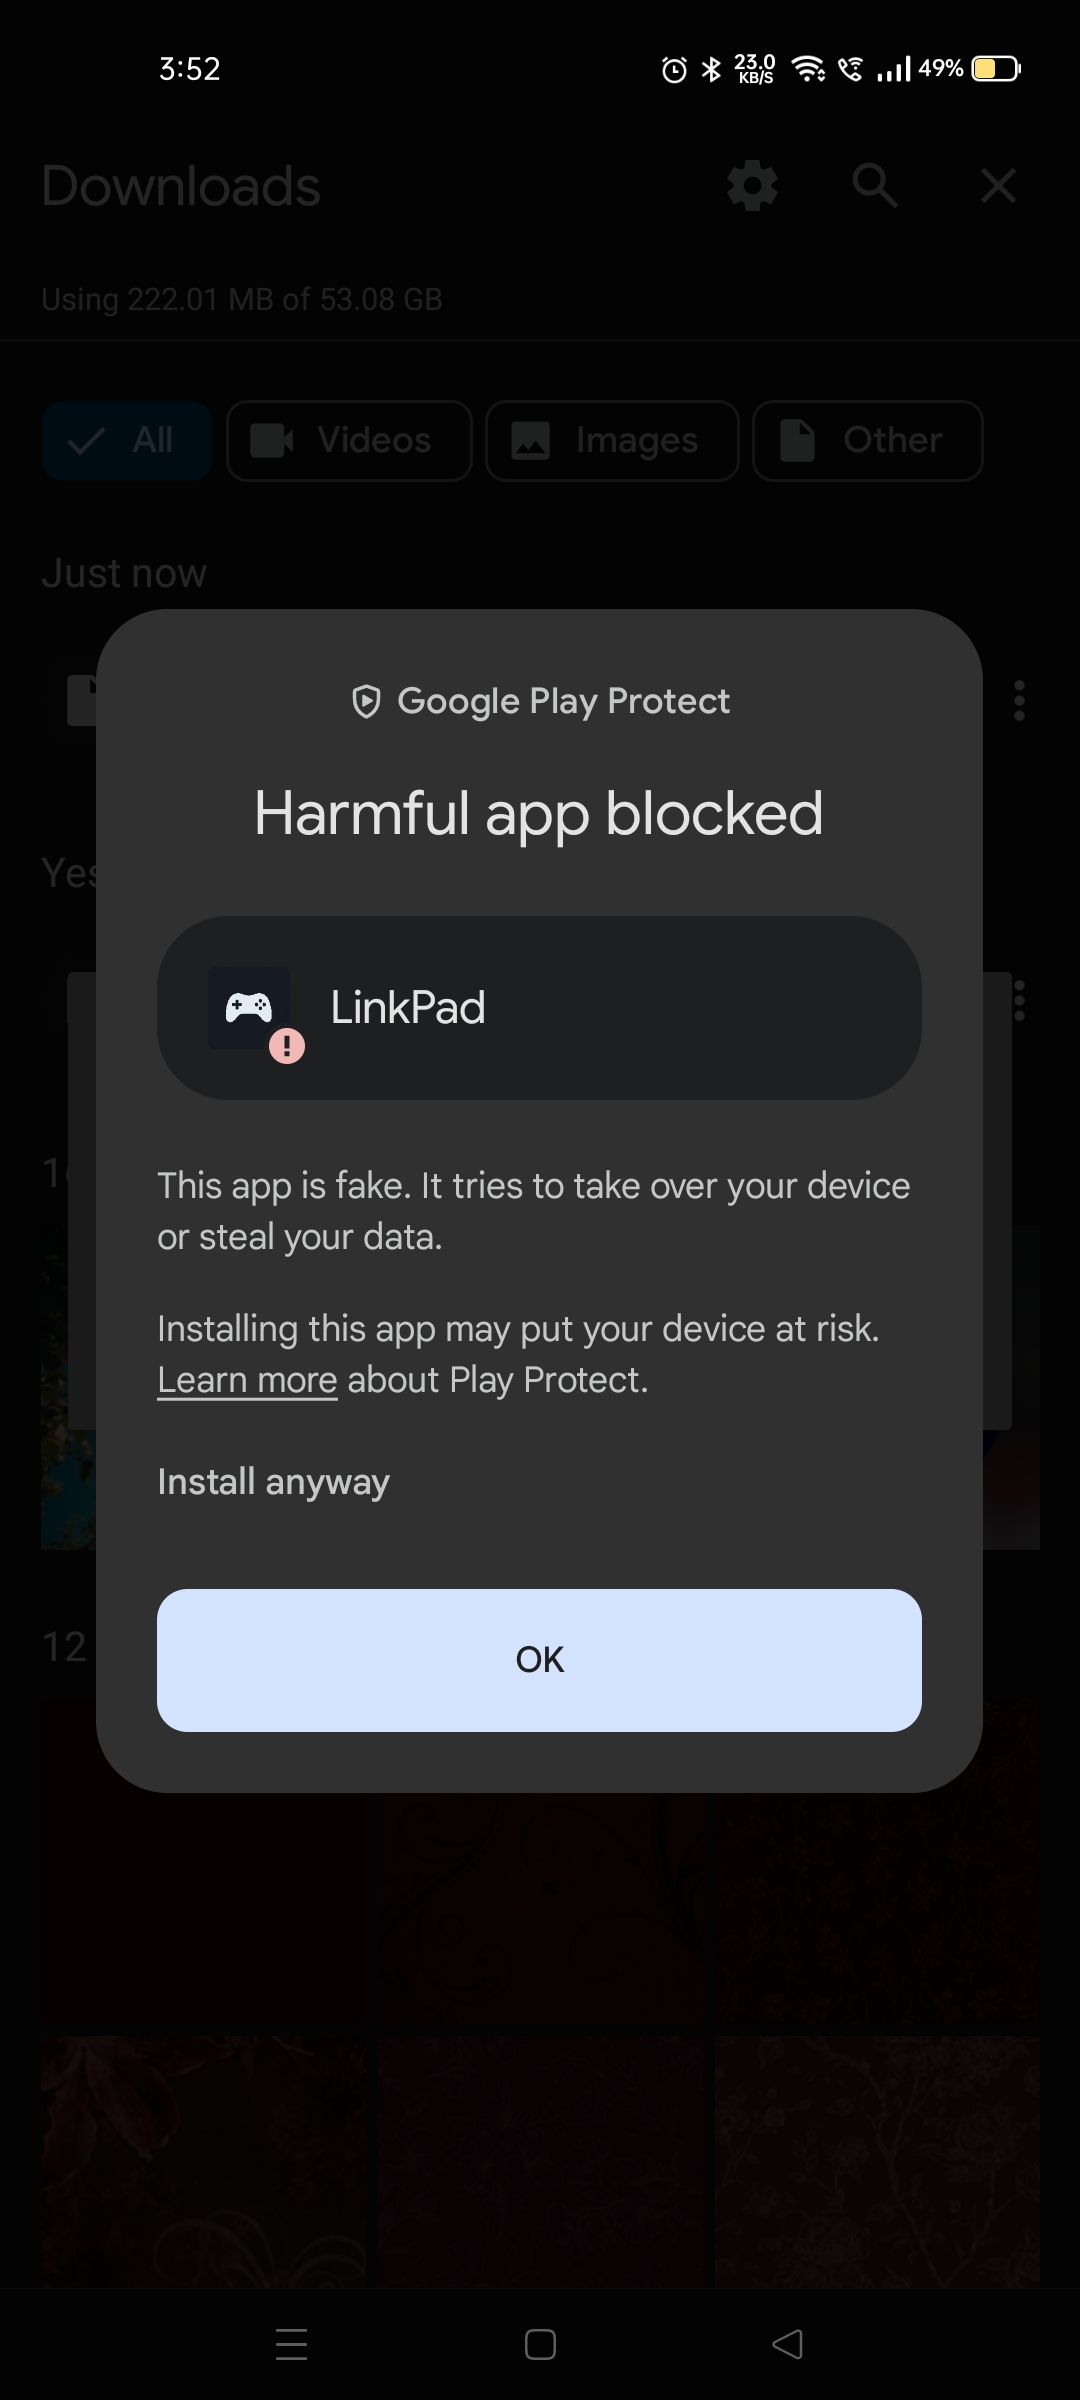 3:52
23.0
KB/S
49%
Downloads
Using 222.01 MB of 53.08 GB
All
Videos
Images
Other
Just now
Google Play Protect
Harmful app blocked
LinkPad
This app is fake. It tries to take over your device
or steal your data.
Installing this app may put your device at risk.
Learn more about Play Protect.
Install anyway
OK
12